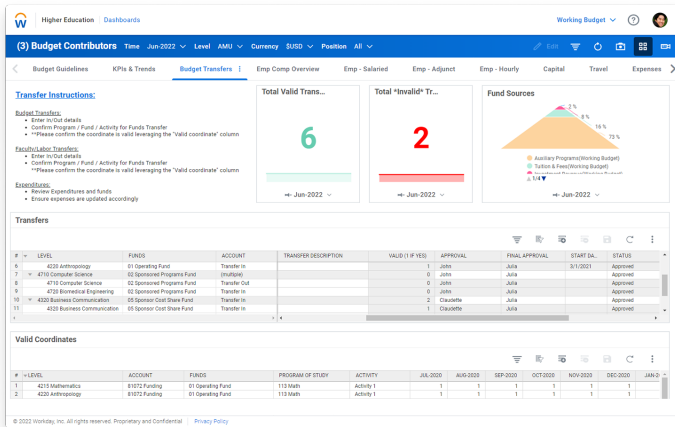 Higher Education Dashboards Working Budget
(3) Budget Contributors Time Jun-2022 Level AMU Currency $USD Position All Edit
Budget Guidelines KPIs & Trends Budget Transfers Emp Comp Overview Emp - Salaried Emp - Adjunct Emp - Hourly Capital Travel Expenses
Transfer Instructions:
Budget Transfers:
• Enter In/Out details
• Confirm Program / Fund / Activity for Funds Transfer
**Please confirm the coordinate is valid leveraging the "Valid coordinate" column
Faculty/Labor Transfers:
• Enter In/Out details
• Confirm Program / Fund / Activity for Funds Transfer
**Please confirm the coordinate is valid leveraging the "Valid coordinate" column
Expenditures:
• Review Expenditures and funds
• Ensure expenses are updated accordingly
Total Valid Trans...
6
Jun-2022
Total *Invalid* Tr...
2
Jun-2022
Fund Sources
2 %
8 %
16 %
73 %
Auxiliary Programs(Working Budget)
Tuition & Fees(Working Budget)
1/4
Jun-2022
Transfers
# LEVEL FUNDS ACCOUNT TRANSFER DESCRIPTION VALID (1 IF YES) APPROVAL FINAL APPROVAL START DA.. STATUS
6 4220 Anthropology 01 Operating Fund Transfer In 1 John Julia 3/1/2021 Approved
7 4710 Computer Science 02 Sponsored Programs Fund (multiple) 0 John Julia Approved
8 4710 Computer Science 02 Sponsored Programs Fund Transfer Out 0 John Julia Approved
9 4720 Biomedical Engineering 02 Sponsored Programs Fund Transfer In 0 John Julia Approved
10 4320 Business Communication 05 Sponsor Cost Share Fund Transfer In 2 Claudette Julia Approved
11 4320 Business Communication 05 Sponsor Cost Share Fund Transfer In 1 Claudette Julia Approved
Valid Coordinates
# LEVEL ACCOUNT FUNDS PROGRAM OF STUDY ACTIVITY JUL-2020 AUG-2020 SEP-2020 OCT-2020 NOV-2020 DEC-2020 JAN-2
1 4215 Mathematics 81072 Funding 01 Operating Fund 113 Math Activity 1 1 1 1 1 1 1
2 4220 Anthropology 81072 Funding 01 Operating Fund 113 Math Activity 1 1 1 1 1 1 1
© 2022 Workday, Inc. All rights reserved. Proprietary and Confidential Privacy Policy